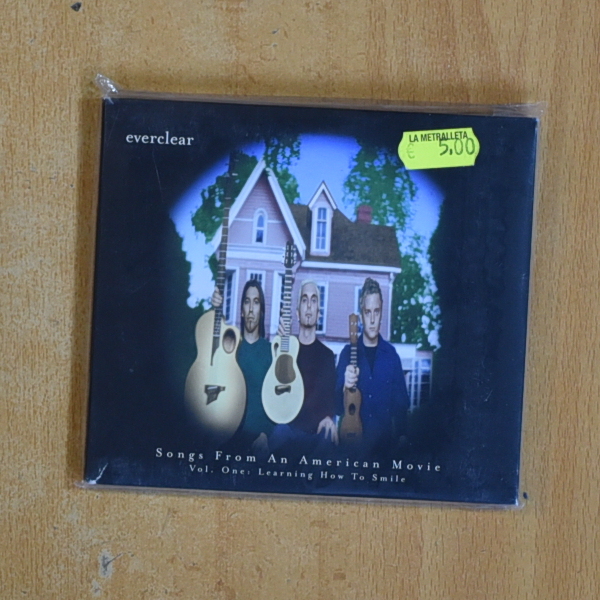 everclear
LA METRALLETA
€ 5,00
Songs From An American Movie
Vol. One: Learning How To Smile